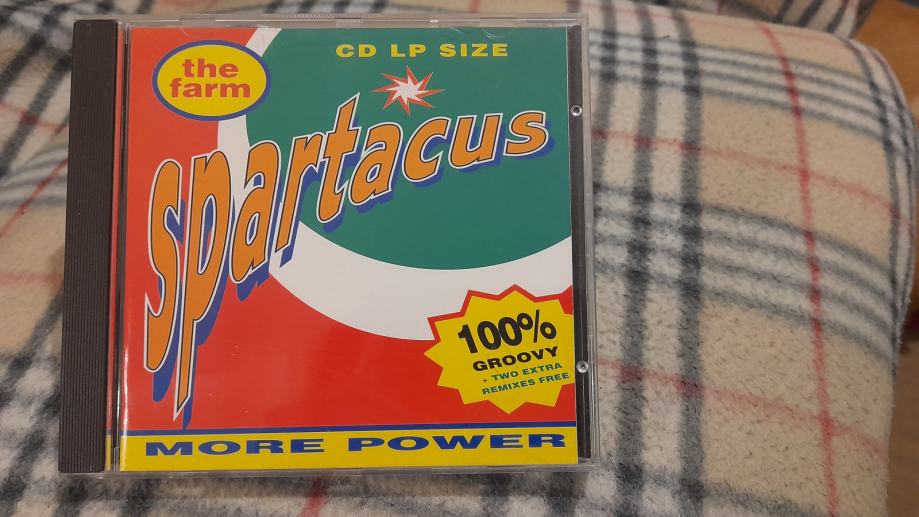 CD LP SIZE
the
farm
spartacus
100%
GROOVY
+ TWO EXTRA
REMIXES FREE
MORE POWER